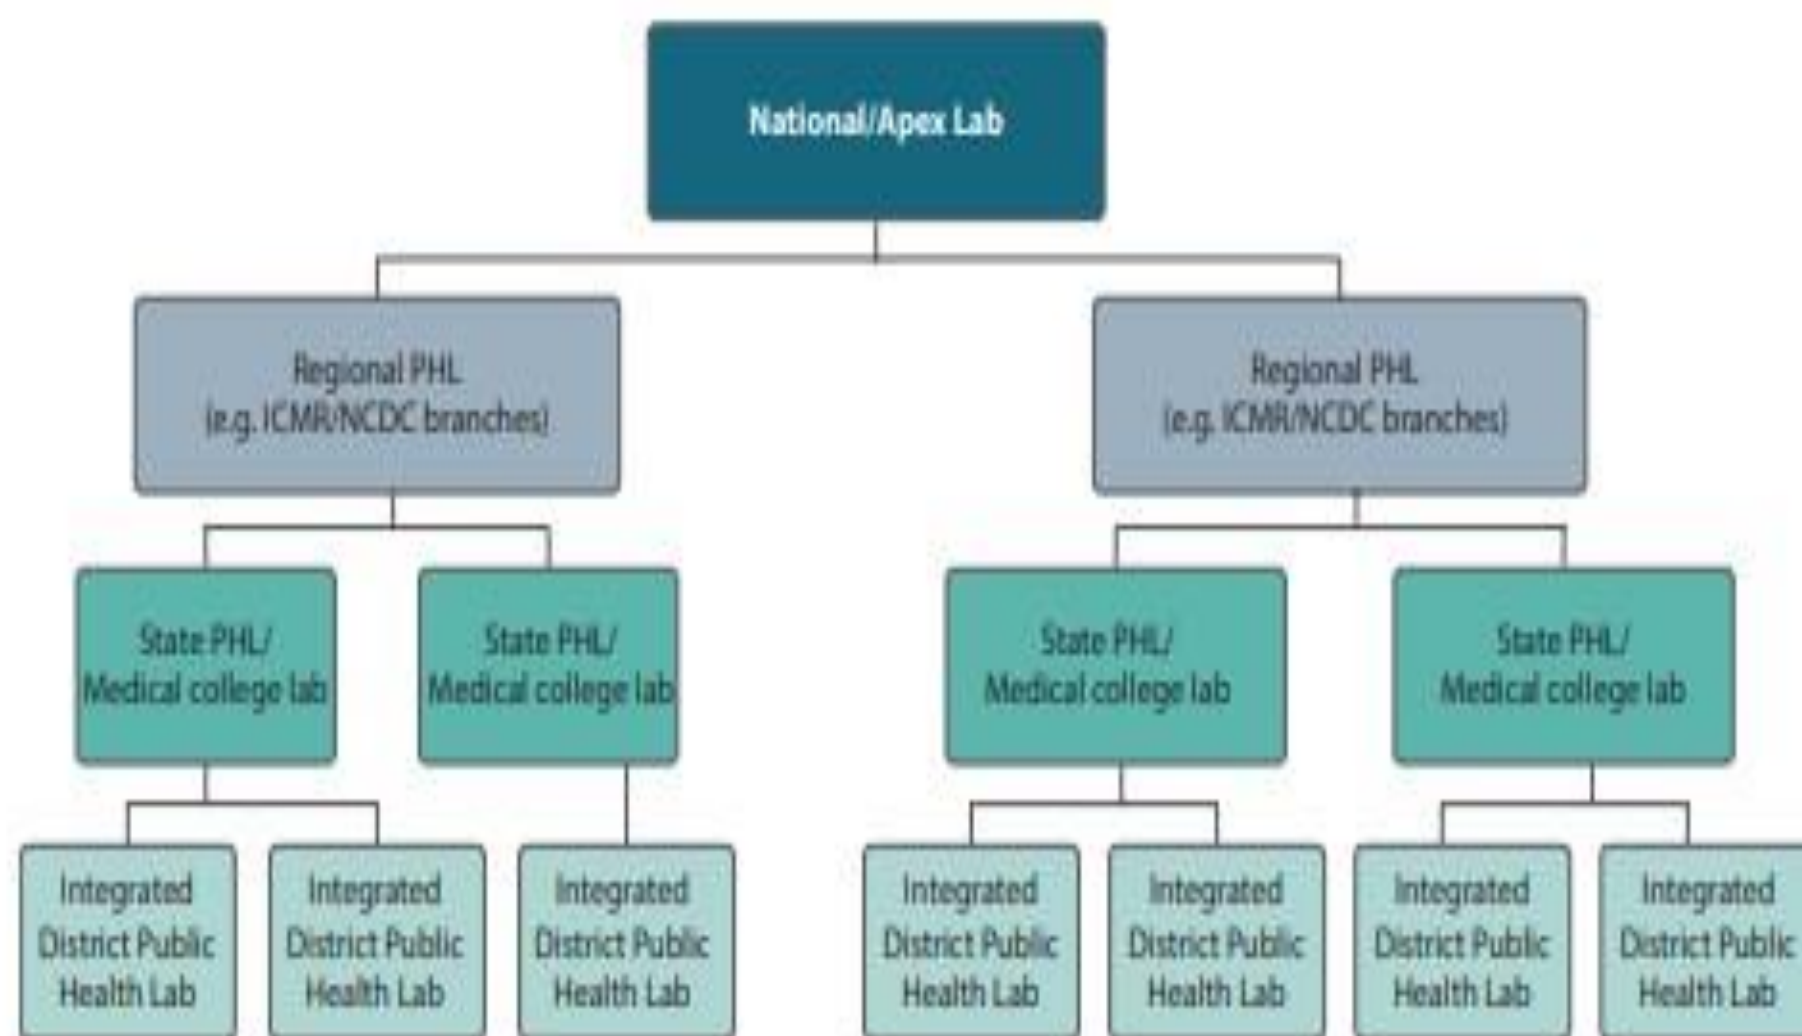 National/Apex Lab
Regional PHL
(e.g. ICMR/NCDC branches)
Regional PHL
(e.g. ICMR/NCDC branches)
State PHL/
Medical college lab
State PHL/
Medical college lab
State PHL/
Medical college lab
State PHL/
Medical college lab
Integrated
District Public
Health Lab
Integrated
District Public
Health Lab
Integrated
District Public
Health Lab
Integrated
District Public
Health Lab
Integrated
District Public
Health Lab
Integrated
District Public
Health Lab
Integrated
District Public
Health Lab